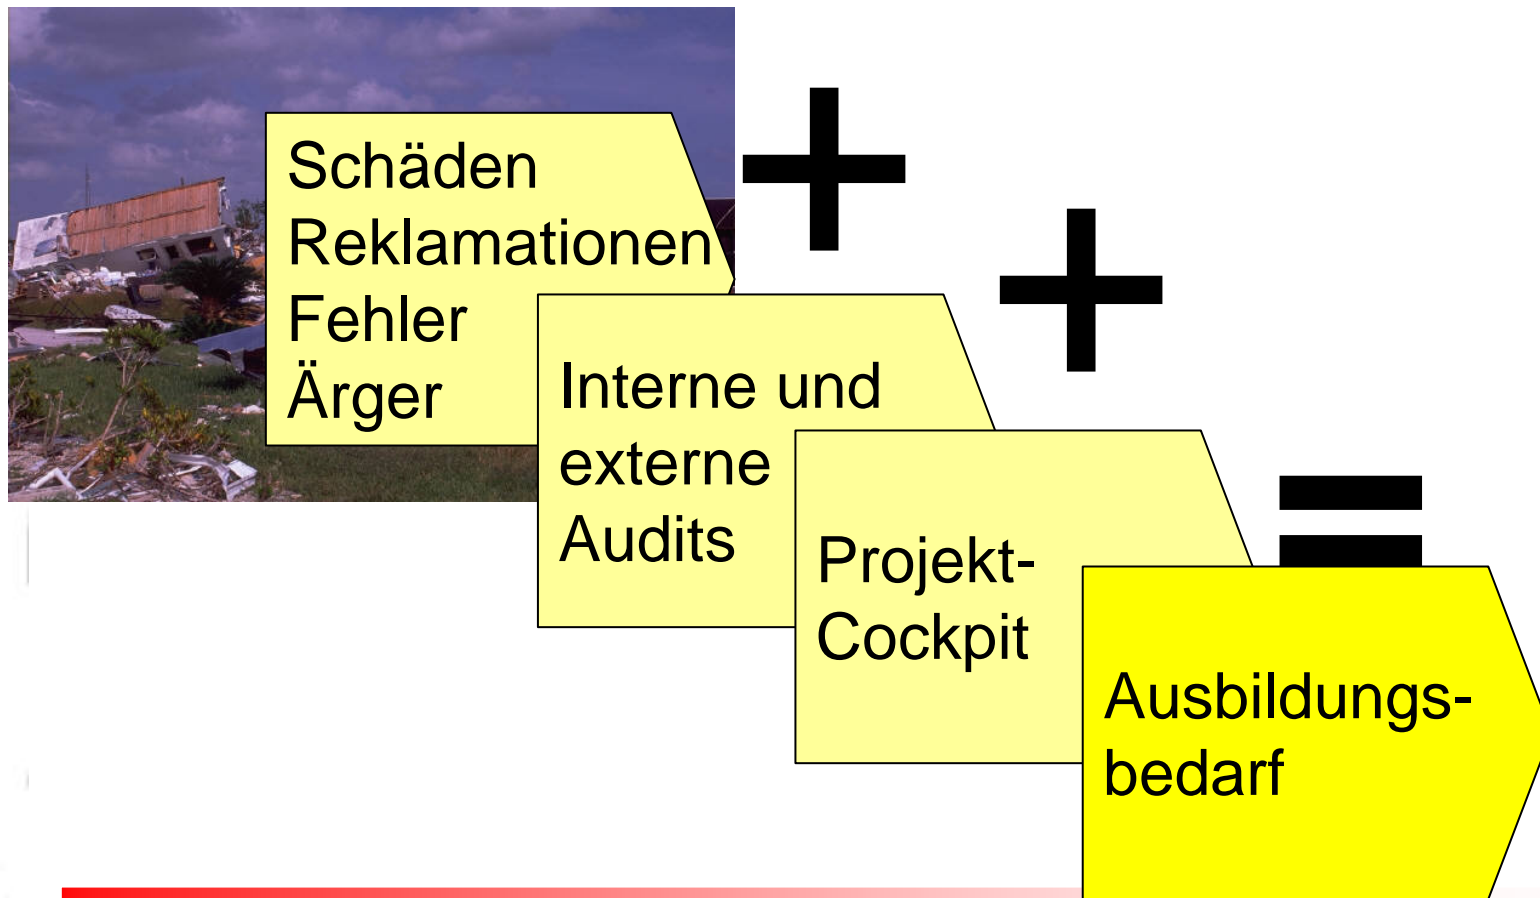 Schäden
Reklamationen
Fehler
Ärger
+
+
Interne und
externe
Audits
=
Projekt-
Cockpit
Ausbildungs-
bedarf